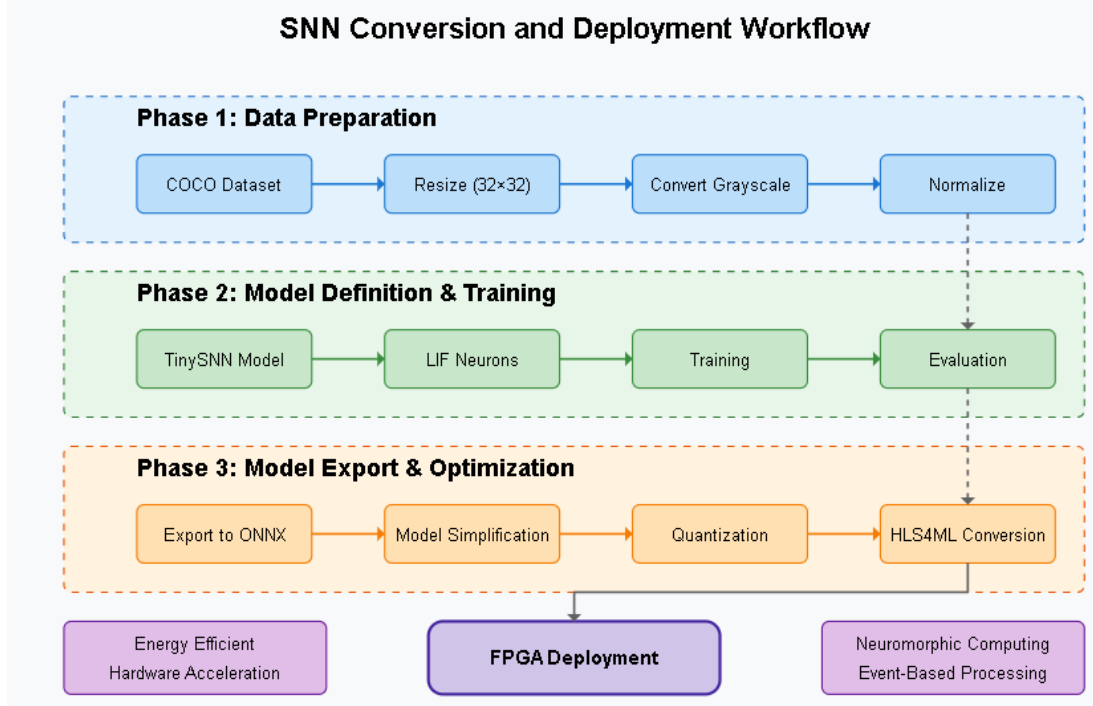 SNN Conversion and Deployment Workflow
Phase 1: Data Preparation
COCO Dataset
Resize (32×32)
Convert Grayscale
Normalize
Phase 2: Model Definition & Training
TinySNN Model
LIF Neurons
Training
Evaluation
Phase 3: Model Export & Optimization
Export to ONNX
Model Simplification
Quantization
HLS4ML Conversion
Energy Efficient
Hardware Acceleration
FPGA Deployment
Neuromorphic Computing
Event-Based Processing